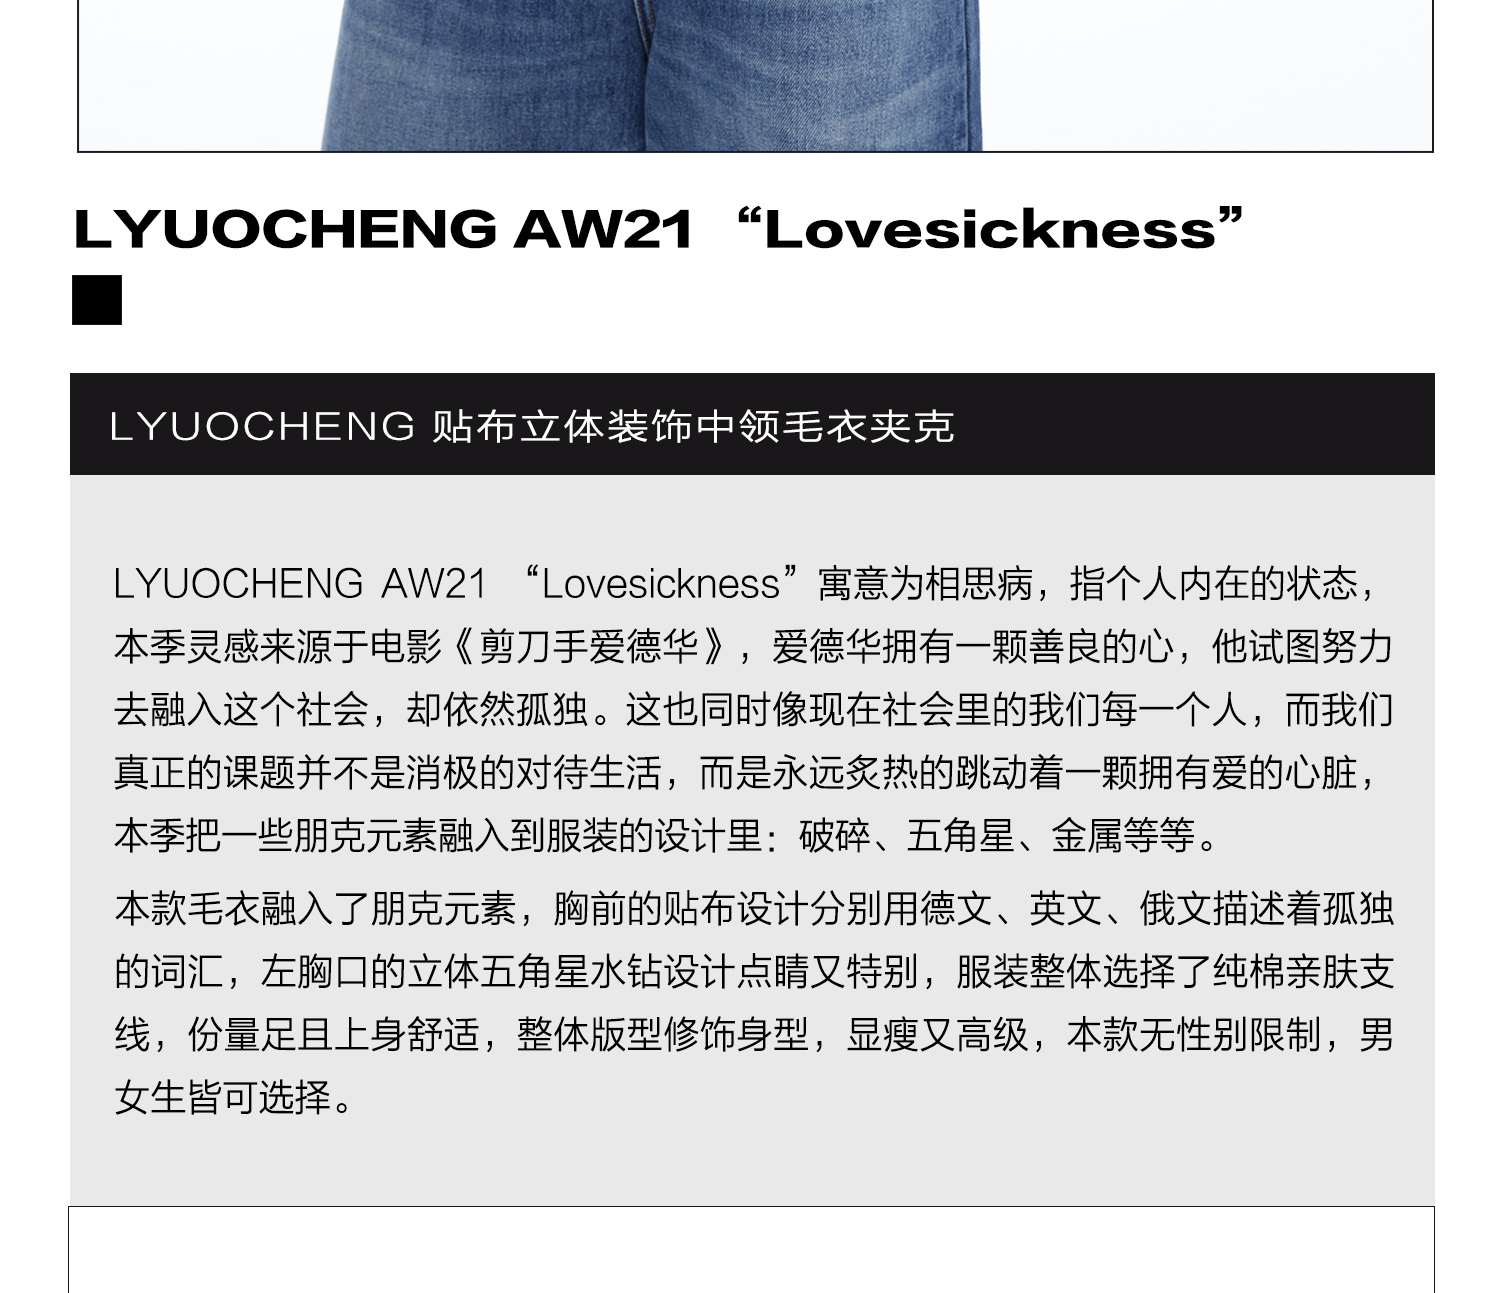 LYUOCHENG AW21 “Lovesickness”
LYUOCHENG 贴布立体装饰中领毛衣夹克
LYUOCHENG AW21 “Lovesickness”寓意为相思病，指个人内在的状态，
本季灵感来源于电影《剪刀手爱德华》，爱德华拥有一颗善良的心，他试图努力
去融入这个社会，却依然孤独。这也同时像现在社会里的我们每一个人，而我们
真正的课题并不是消极的对待生活，而是永远炙热的跳动着一颗拥有爱的心脏，
本季把一些朋克元素融入到服装的设计里：破碎、五角星、金属等等。
本款毛衣融入了朋克元素，胸前的贴布设计分别用德文、英文、俄文描述着孤独
的词汇，左胸口的立体五角星水钻设计点睛又特别，服装整体选择了纯棉亲肤支
线，份量足且上身舒适，整体版型修饰身型，显瘦又高级，本款无性别限制，男
女生皆可选择。